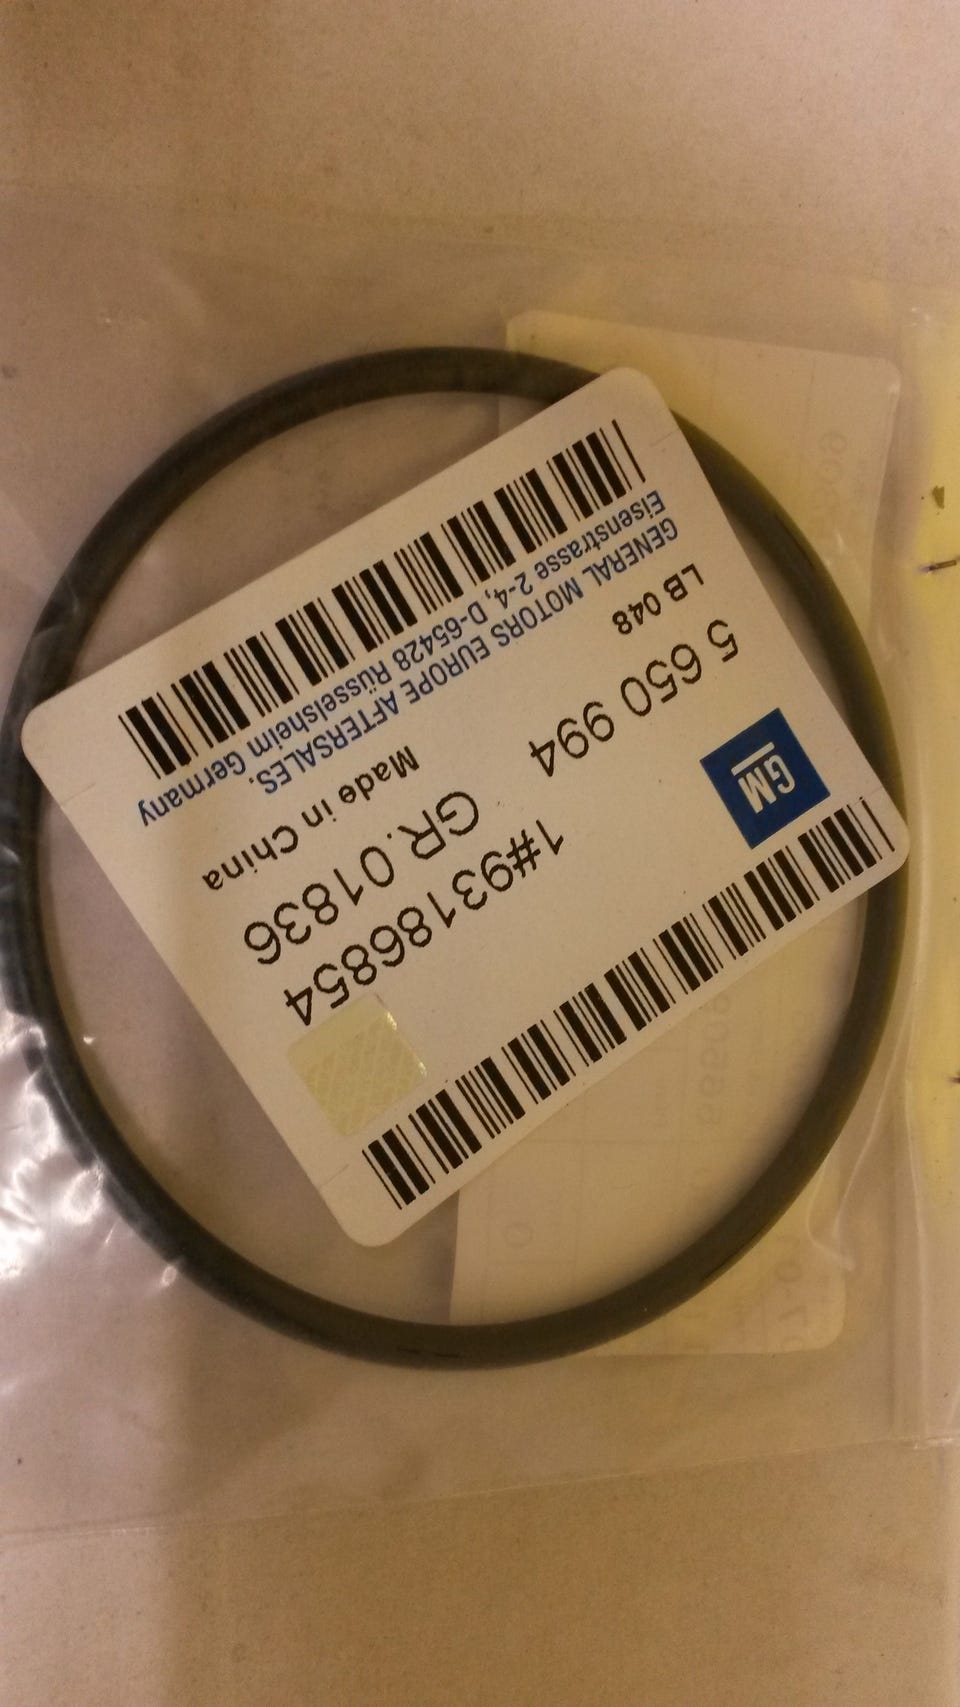 GM
1#93186854
5 650 994
GR. 01836
LB 048
Made in China
GENERAL MOTORS EUROPE AFTERSALES.
Eisenstrasse 2-4, D-65428 Rüsselsheim Germany